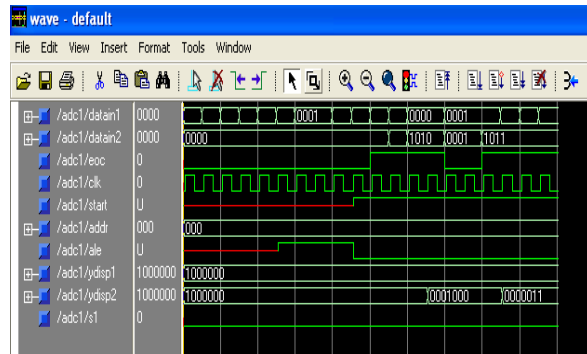 wave - default
File Edit View Insert Format Tools Window
/adc1/datain1 0000 0001 0000 0001
/adc1/datain2 0000 0000 1010 0001 1011
/adc1/eoc 0
/adc1/clk 0
/adc1/start U
/adc1/addr 000 000
/adc1/ale U
/adc1/ydisp1 1000000 1000000
/adc1/ydisp2 1000000 1000000 0001000 0000011
/adc1/s1 0